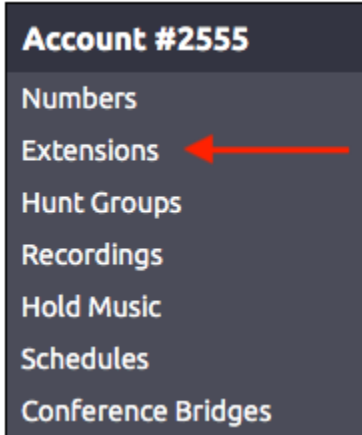 Account #2555
Numbers
Extensions
Hunt Groups
Recordings
Hold Music
Schedules
Conference Bridges